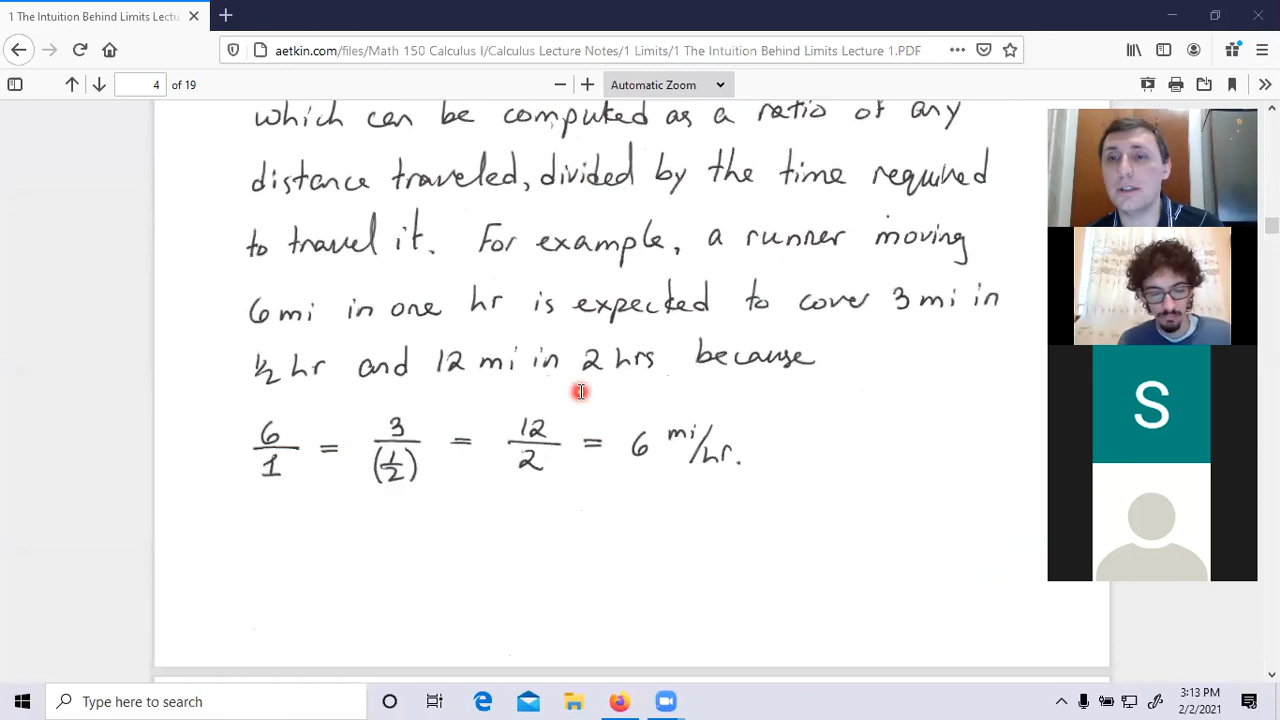 1 The Intuition Behind Limits Lectu
aetkin.com/files/Math 150 Calculus I/Calculus Lecture Notes/1 Limits/1 The Intuition Behind Limits Lecture 1.PDF
4 of 19
Automatic Zoom
which can be computed as a ratio of any
distance traveled, divided by the time required
to travel it. For example, a runner moving
6 mi in one hr is expected to cover 3 mi in
1/2 hr and 12 mi in 2 hrs because
6/1 = 3/(1/2) = 12/2 = 6 mi/hr.
S
Type here to search
3:13 PM
2/2/2021